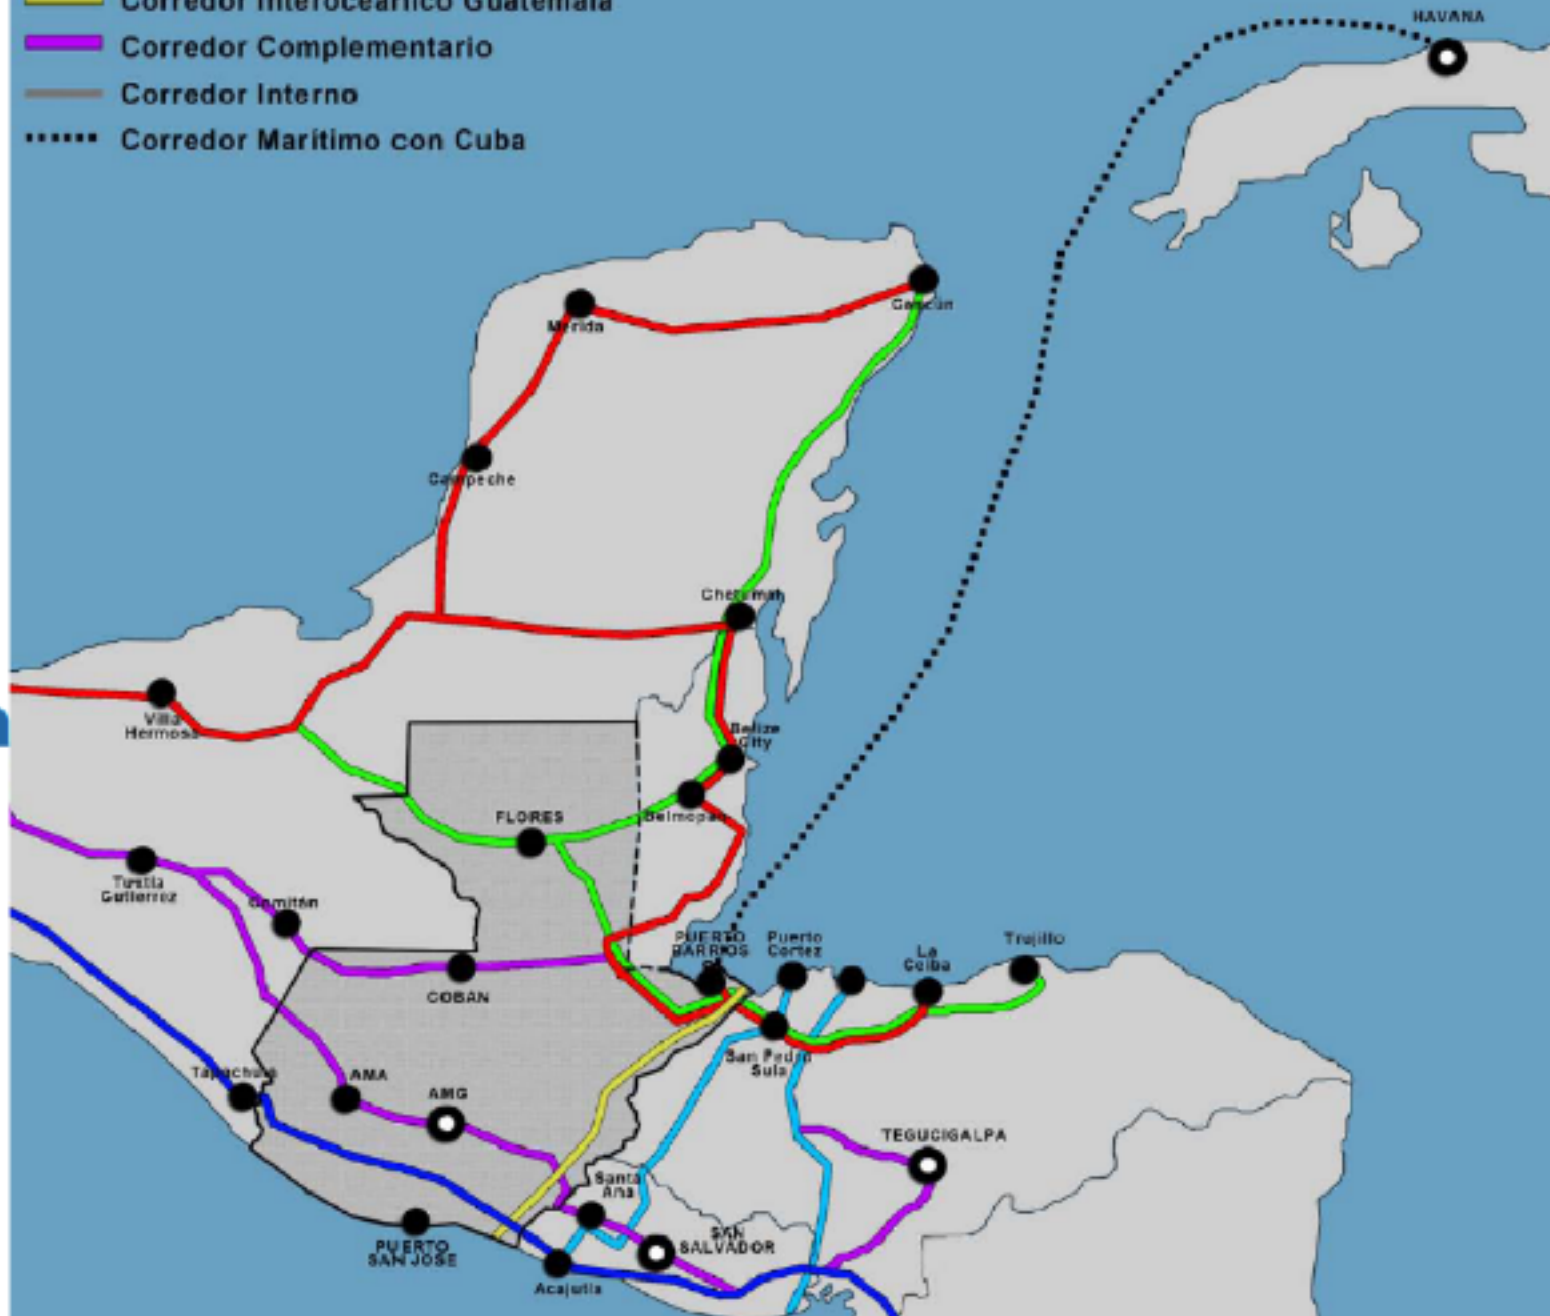 Corredor Interoceánico Guatemala
Corredor Complementario
Corredor Interno
Corredor Marítimo con Cuba
HAVANA
Cancún
Merida
Campeche
Chetumal
Villa
Hermosa
Belize
City
Belmopan
FLORES
Tuxtla
Gutierrez
Comitán
COBAN
PUERTO
BARRIOS
Puerto
Cortez
La
Ceiba
Trujillo
San Pedro
Sula
Tapachula
AMA
AMG
TEGUCIGALPA
Santa
Ana
SAN
SALVADOR
PUERTO
SAN JOSE
Acajutla